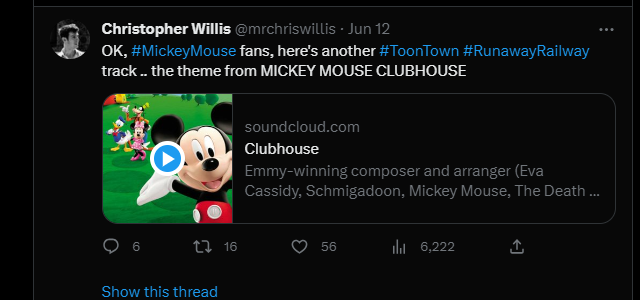 Christopher Willis @mrchriswillis · Jun 12
OK, #MickeyMouse fans, here's another #ToonTown #RunawayRailway
track .. the theme from MICKEY MOUSE CLUBHOUSE
soundcloud.com
Clubhouse
Emmy-winning composer and arranger (Eva
Cassidy, Schmigadoon, Mickey Mouse, The Death ...
6 16 56 6,222
Show this thread